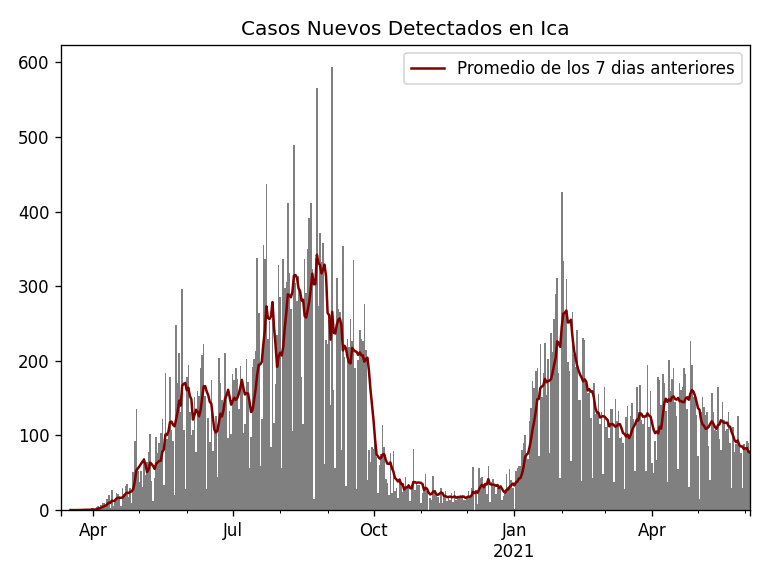 Casos Nuevos Detectados en Ica
Promedio de los 7 dias anteriores
600
500
400
300
200
100
0
Apr Jul Oct Jan Apr
2021